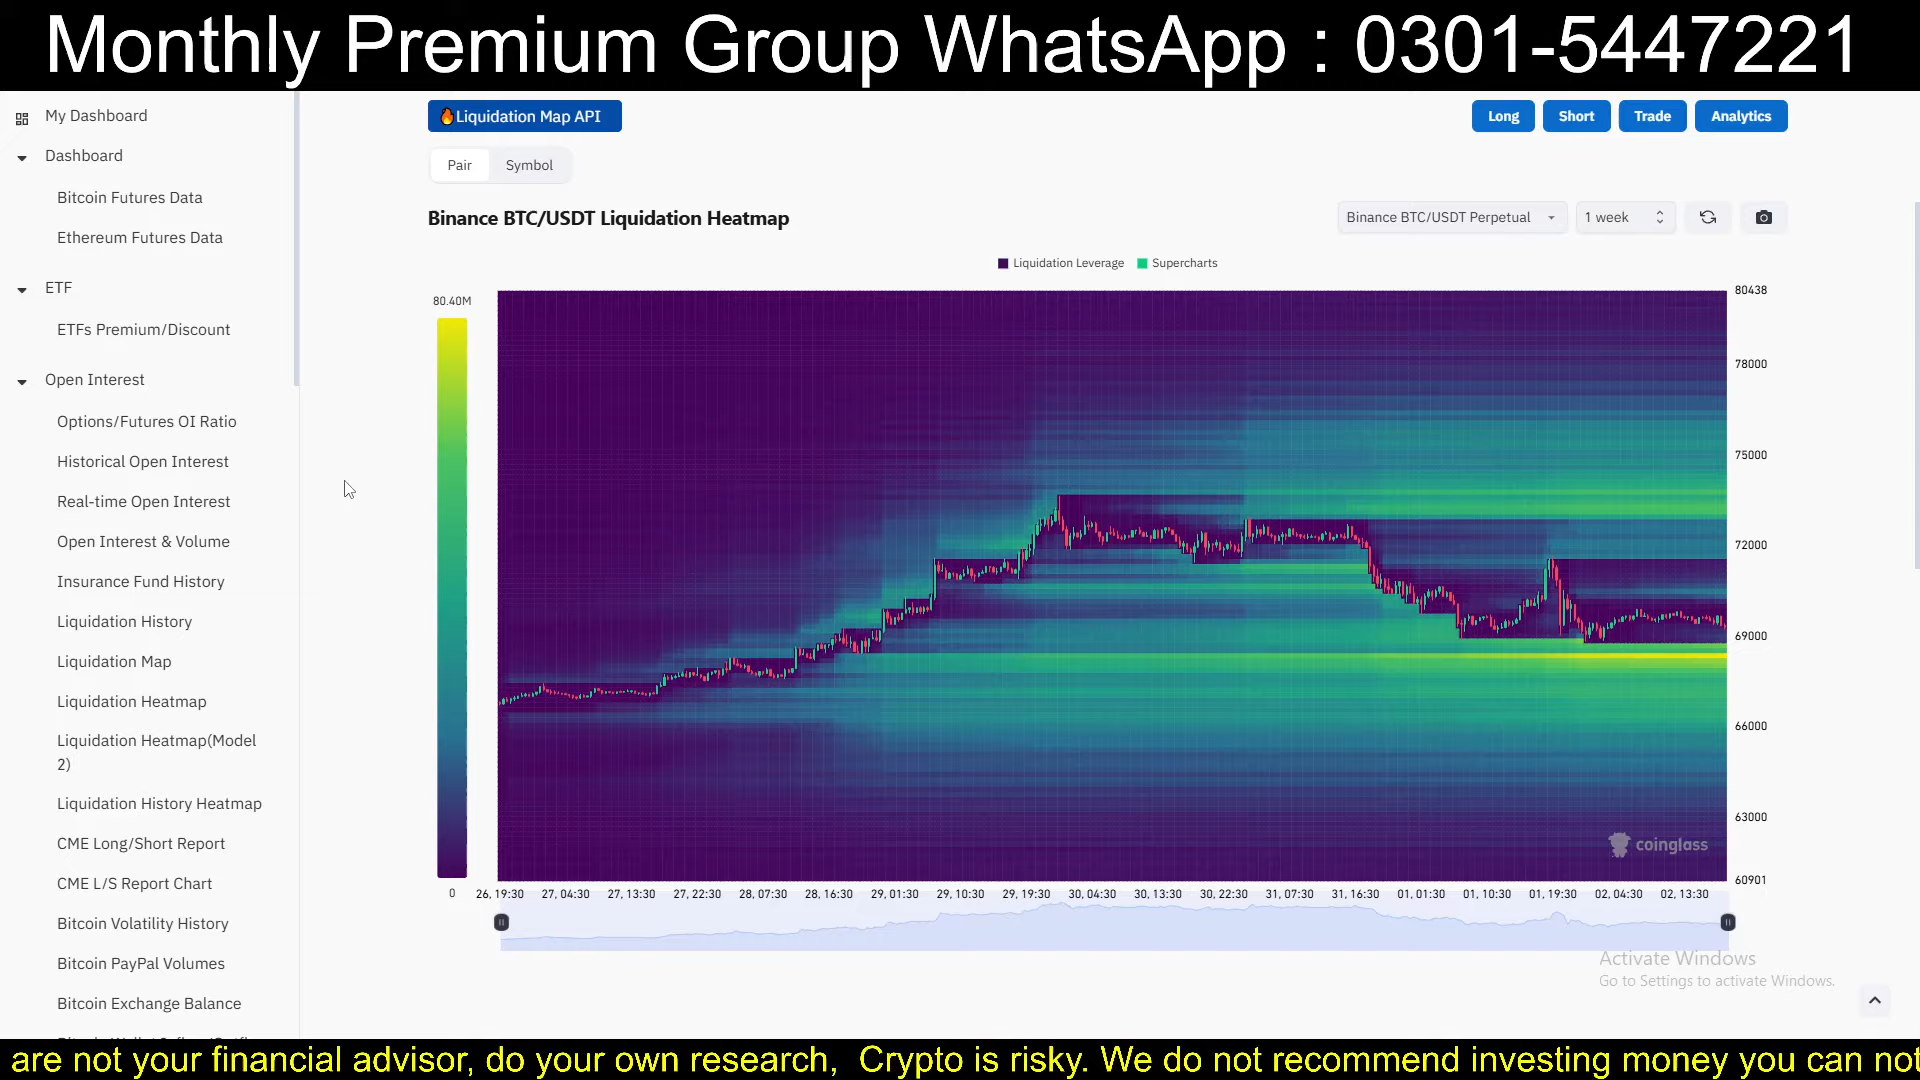 Monthly Premium Group WhatsApp : 0301-5447221
My Dashboard
Dashboard
Bitcoin Futures Data
Ethereum Futures Data
ETF
ETFs Premium/Discount
Open Interest
Options/Futures OI Ratio
Historical Open Interest
Real-time Open Interest
Open Interest & Volume
Insurance Fund History
Liquidation History
Liquidation Map
Liquidation Heatmap
Liquidation Heatmap(Model
2)
Liquidation History Heatmap
CME Long/Short Report
CME L/S Report Chart
Bitcoin Volatility History
Bitcoin PayPal Volumes
Bitcoin Exchange Balance
Liquidation Map API
Long Short Trade Analytics
Pair Symbol
Binance BTC/USDT Liquidation Heatmap
Binance BTC/USDT Perpetual 1 week
Liquidation Leverage Supercharts
80.40M
0
80438
78000
75000
72000
69000
66000
63000
60901
coinglass
26, 19:30 27, 04:30 27, 13:30 27, 22:30 28, 07:30 28, 16:30 29, 01:30 29, 10:30 29, 19:30 30, 04:30 30, 13:30 30, 22:30 31, 07:30 31, 16:30 01, 01:30 01, 10:30 01, 19:30 02, 04:30 02, 13:30
Activate Windows
Go to Settings to activate Windows.
are not your financial advisor, do your own research, Crypto is risky. We do not recommend investing money you can not